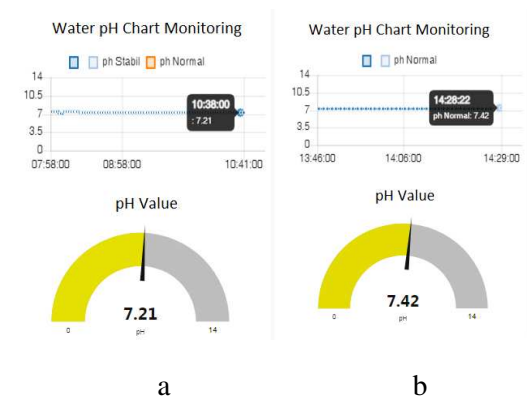 Water pH Chart Monitoring
ph Stabil ph Normal
14
10.5
7
3.5
0
10:38:00
: 7.21
07:58:00 08:58:00 10:41:00
pH Value
7.21
0 pH 14
a
Water pH Chart Monitoring
ph Normal
14
10.5
7
3.5
0
14:28:22
ph Normal: 7.42
13:46:00 14:06:00 14:29:00
pH Value
7.42
0 pH 14
b